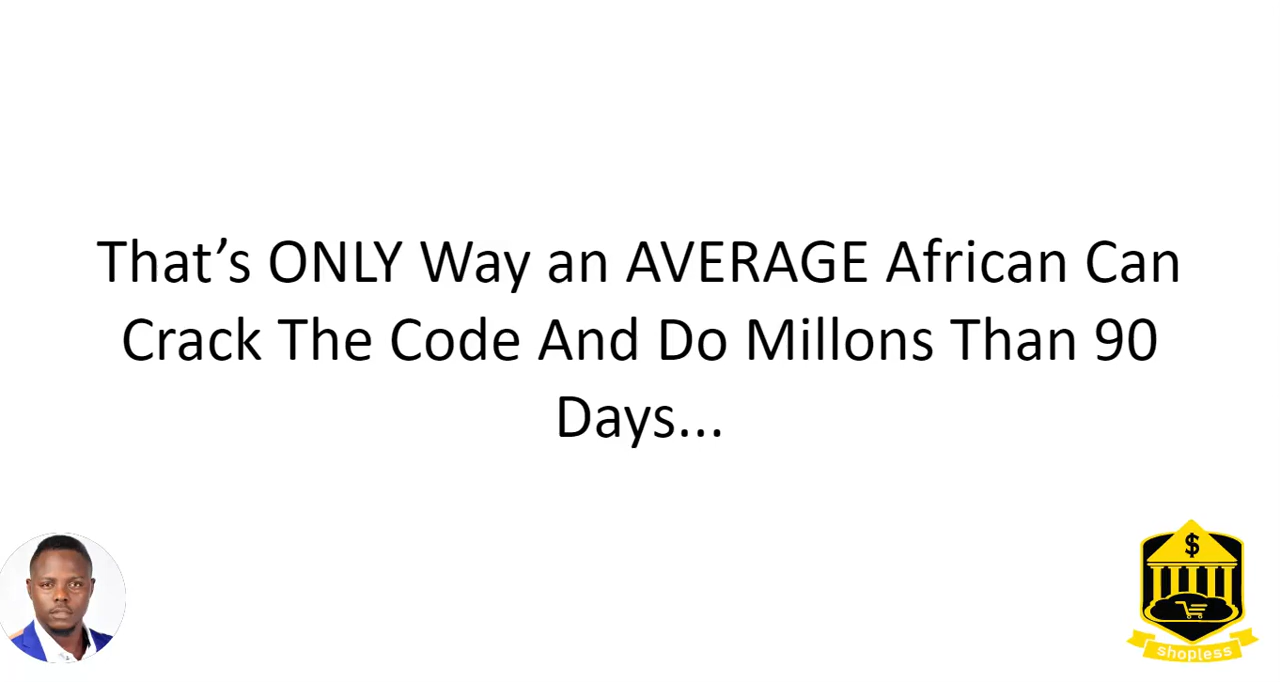 That’s ONLY Way an AVERAGE African Can
Crack The Code And Do Millons Than 90
Days...
$
shopless